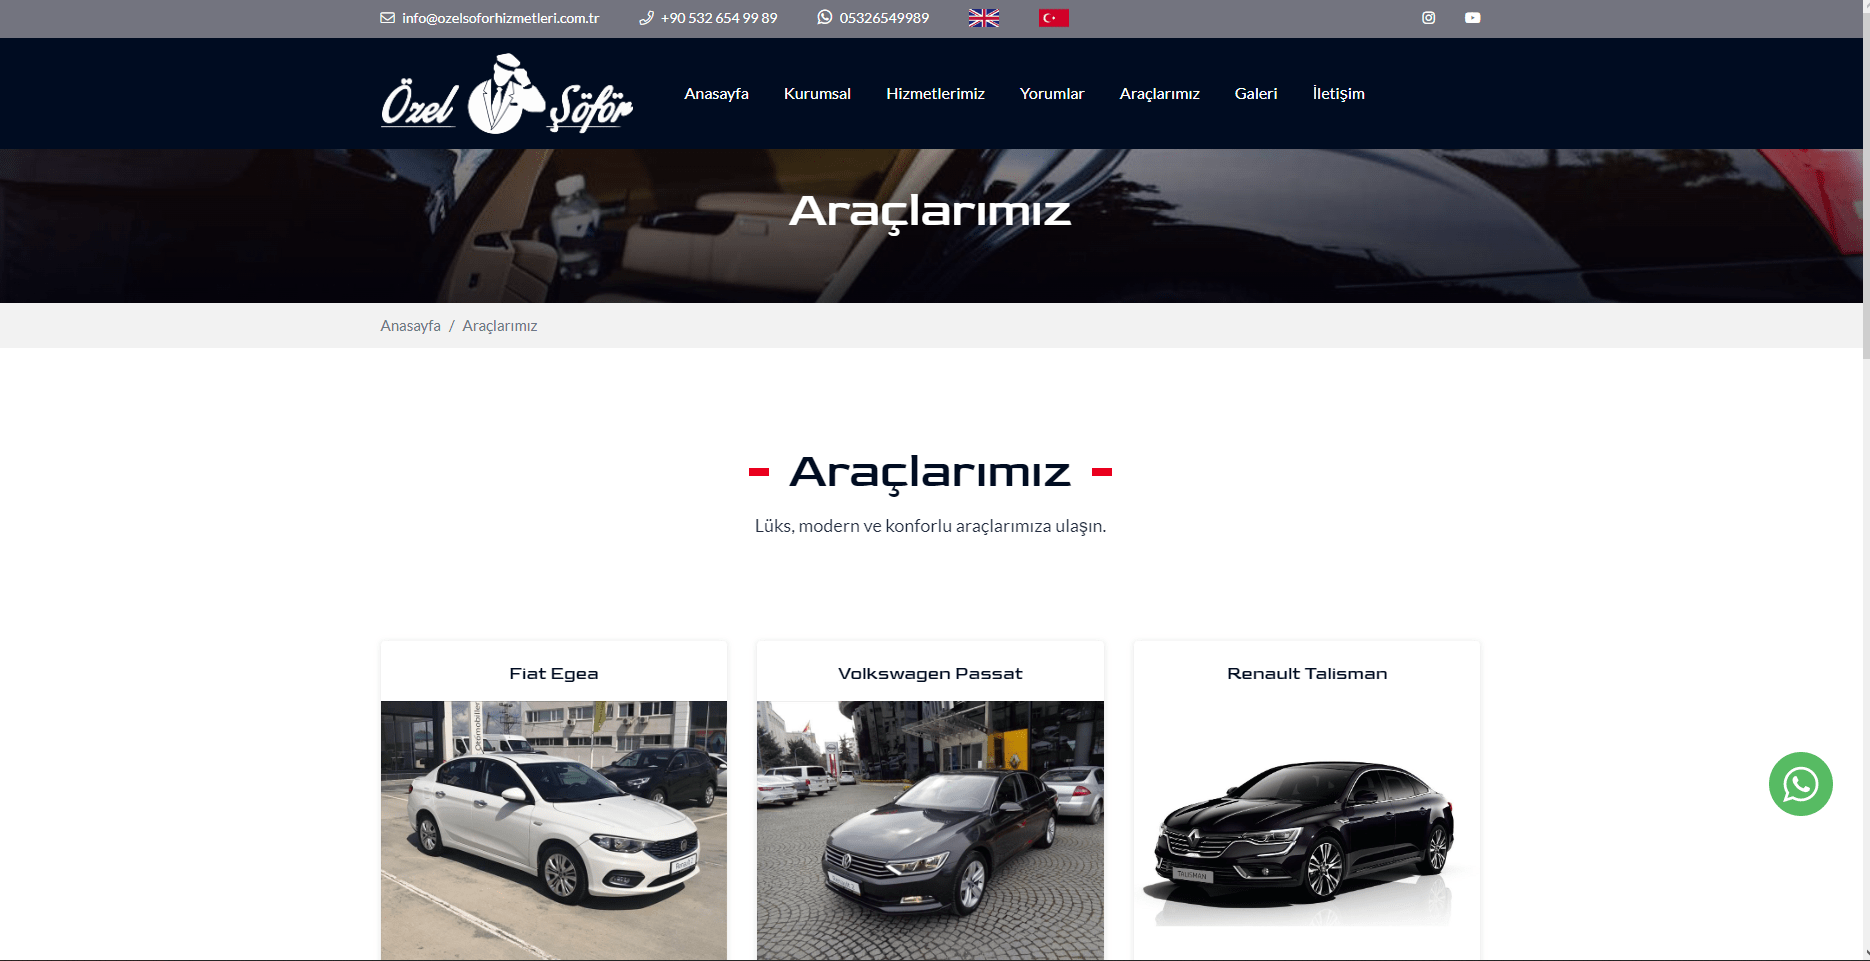 info@ozelsoforhizmetleri.com.tr +90 532 654 99 89 05326549989
Özel Şöför
Anasayfa Kurumsal Hizmetlerimiz Yorumlar Araçlarımız Galeri İletişim
Araçlarımız
Anasayfa / Araçlarımız
Araçlarımız
Lüks, modern ve konforlu araçlarımıza ulaşın.
Fiat Egea
Volkswagen Passat
Renault Talisman
TALISMAN